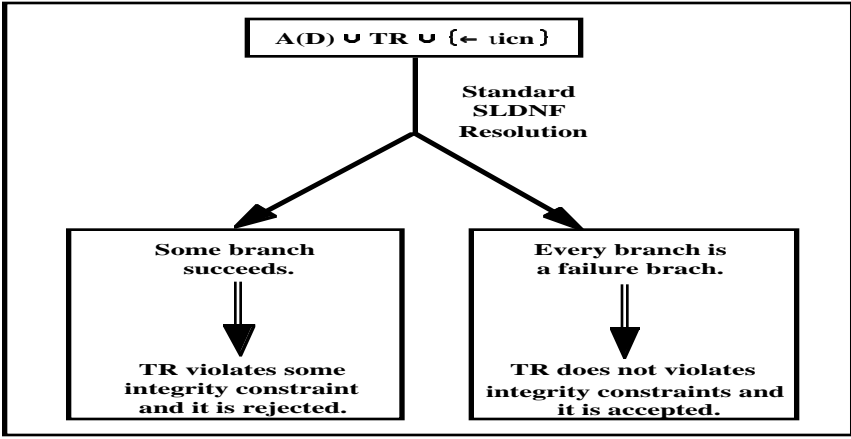 A(D) ∪ TR ∪ {← ιicn }
Standard
SLDNF
Resolution
Some branch
succeeds.
TR violates some
integrity constraint
and it is rejected.
Every branch is
a failure brach.
TR does not violates
integrity constraints and
it is accepted.